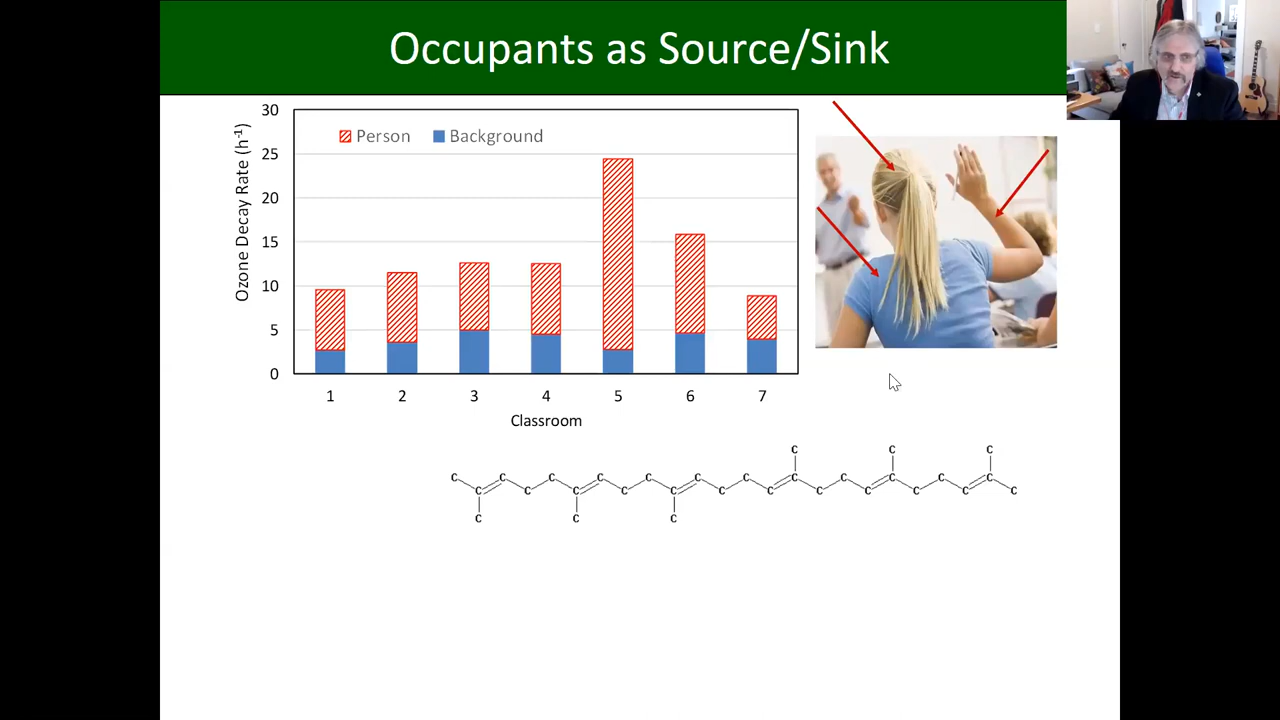 Occupants as Source/Sink
30
25
20
15
10
5
0
Ozone Decay Rate (h-1)
Person
Background
1 2 3 4 5 6 7
Classroom
C C C
C C C C C C C C C C C C C C C C C C C C C C C C
C C C